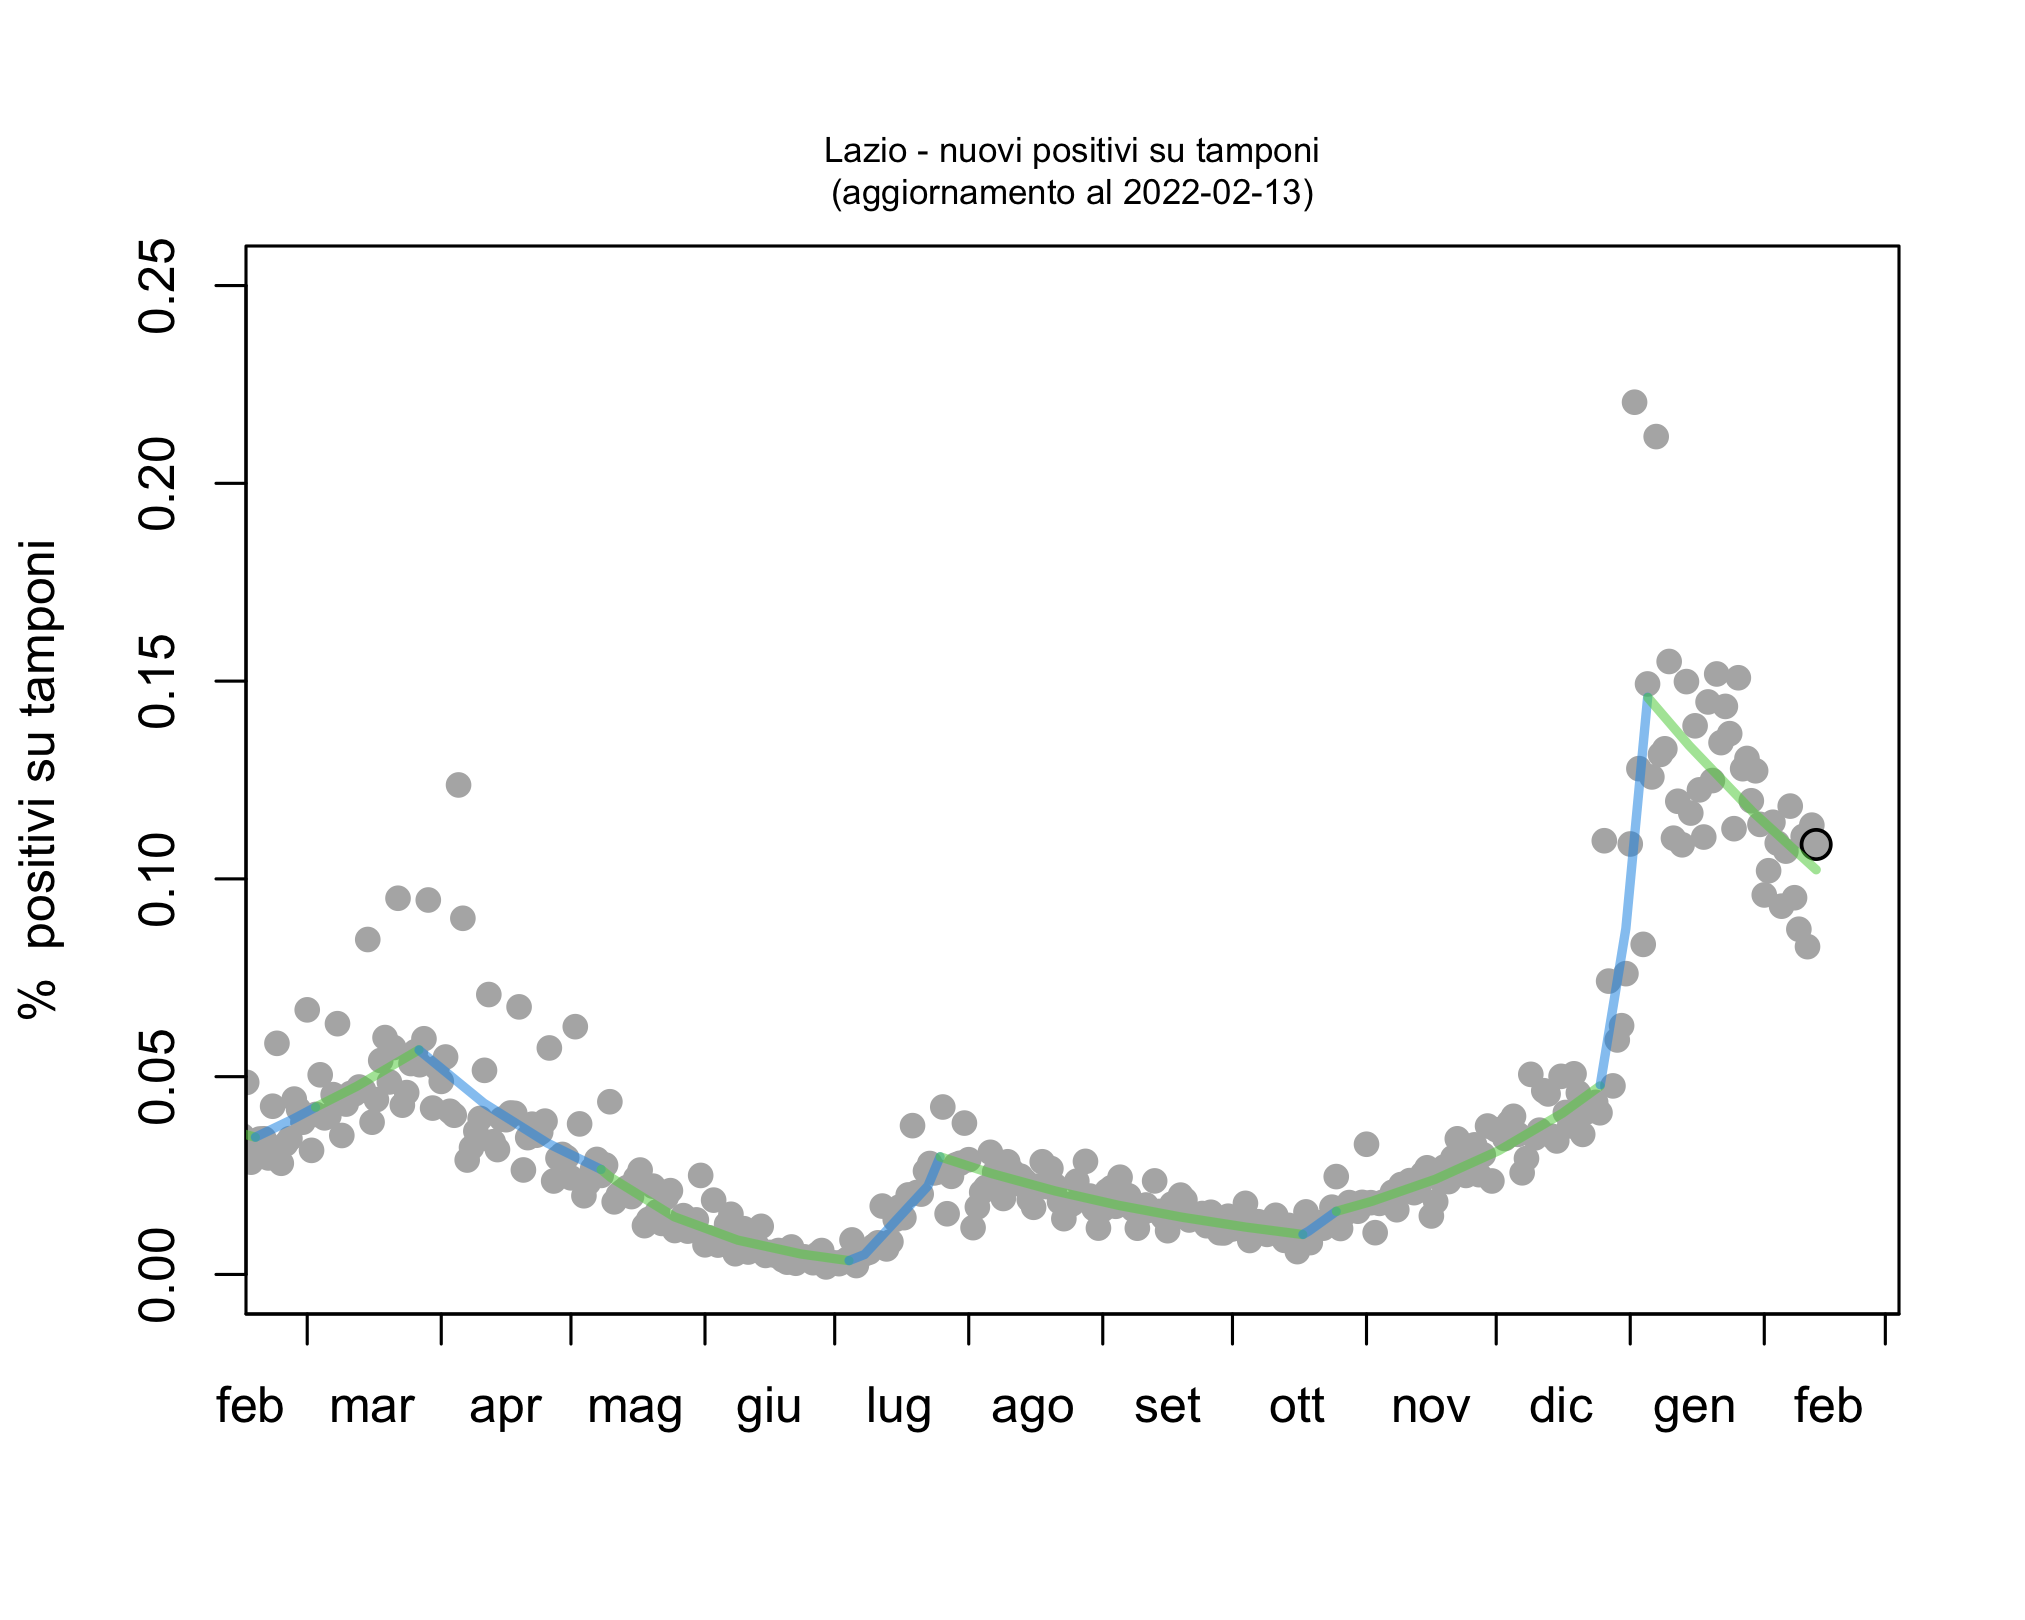 Lazio - nuovi positivi su tamponi
(aggiornamento al 2022-02-13)
% positivi su tamponi
0.25
0.20
0.15
0.10
0.05
0.00
feb mar apr mag giu lug ago set ott nov dic gen feb